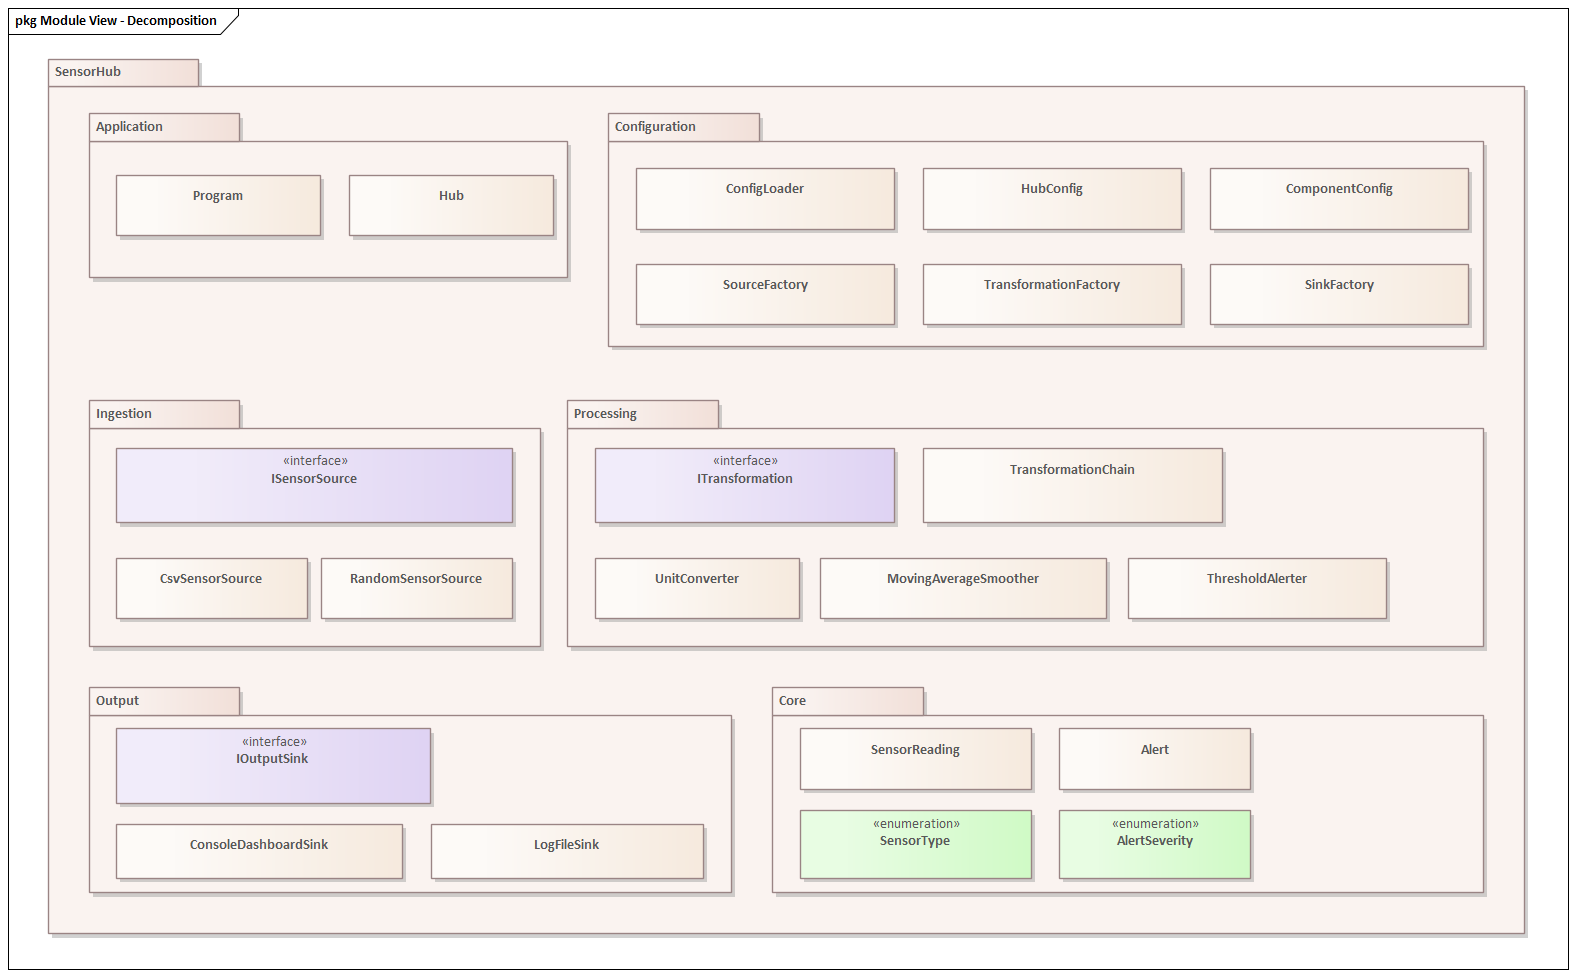 pkg Module View - Decomposition
SensorHub
Application
Program
Hub
Configuration
ConfigLoader
HubConfig
ComponentConfig
SourceFactory
TransformationFactory
SinkFactory
Ingestion
«interface»
ISensorSource
CsvSensorSource
RandomSensorSource
Processing
«interface»
ITransformation
TransformationChain
UnitConverter
MovingAverageSmoother
ThresholdAlerter
Output
«interface»
IOutputSink
ConsoleDashboardSink
LogFileSink
Core
SensorReading
Alert
«enumeration»
SensorType
«enumeration»
AlertSeverity